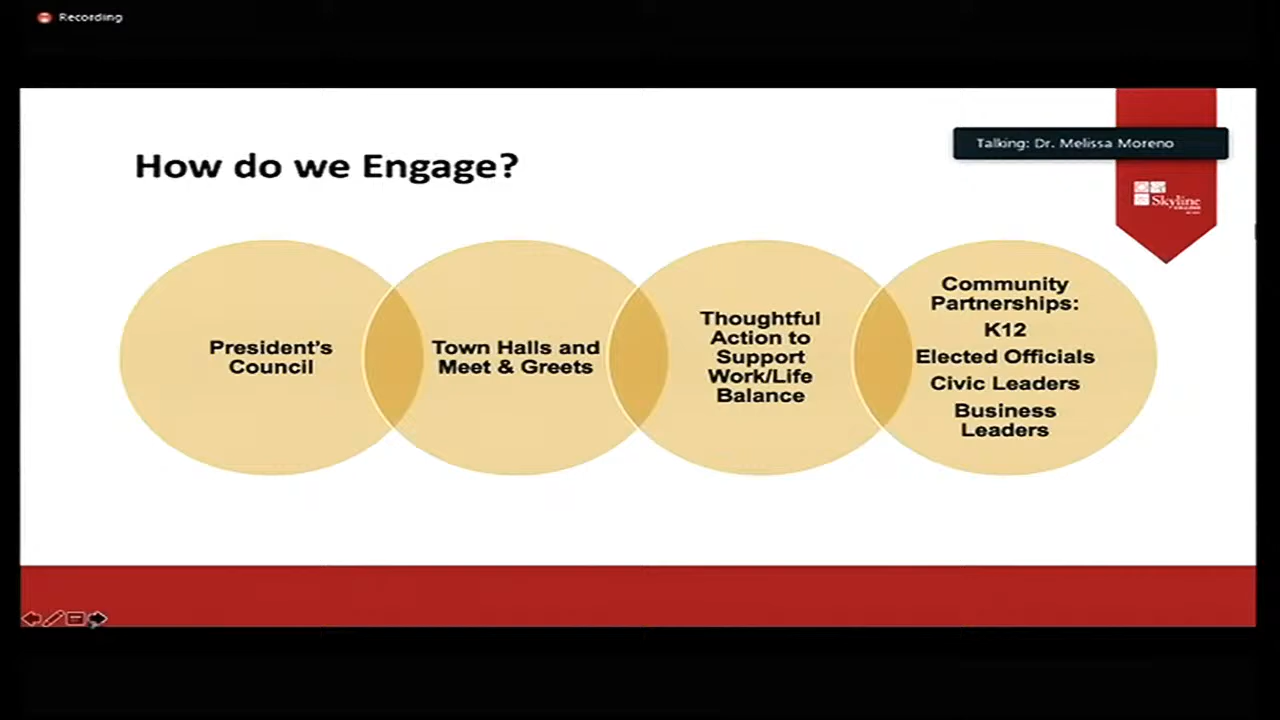 Recording
Talking: Dr. Melissa Moreno
How do we Engage?
Skyline
President's
Council
Town Halls and
Meet & Greets
Thoughtful
Action to
Support
Work/Life
Balance
Community
Partnerships:
K12
Elected Officials
Civic Leaders
Business
Leaders